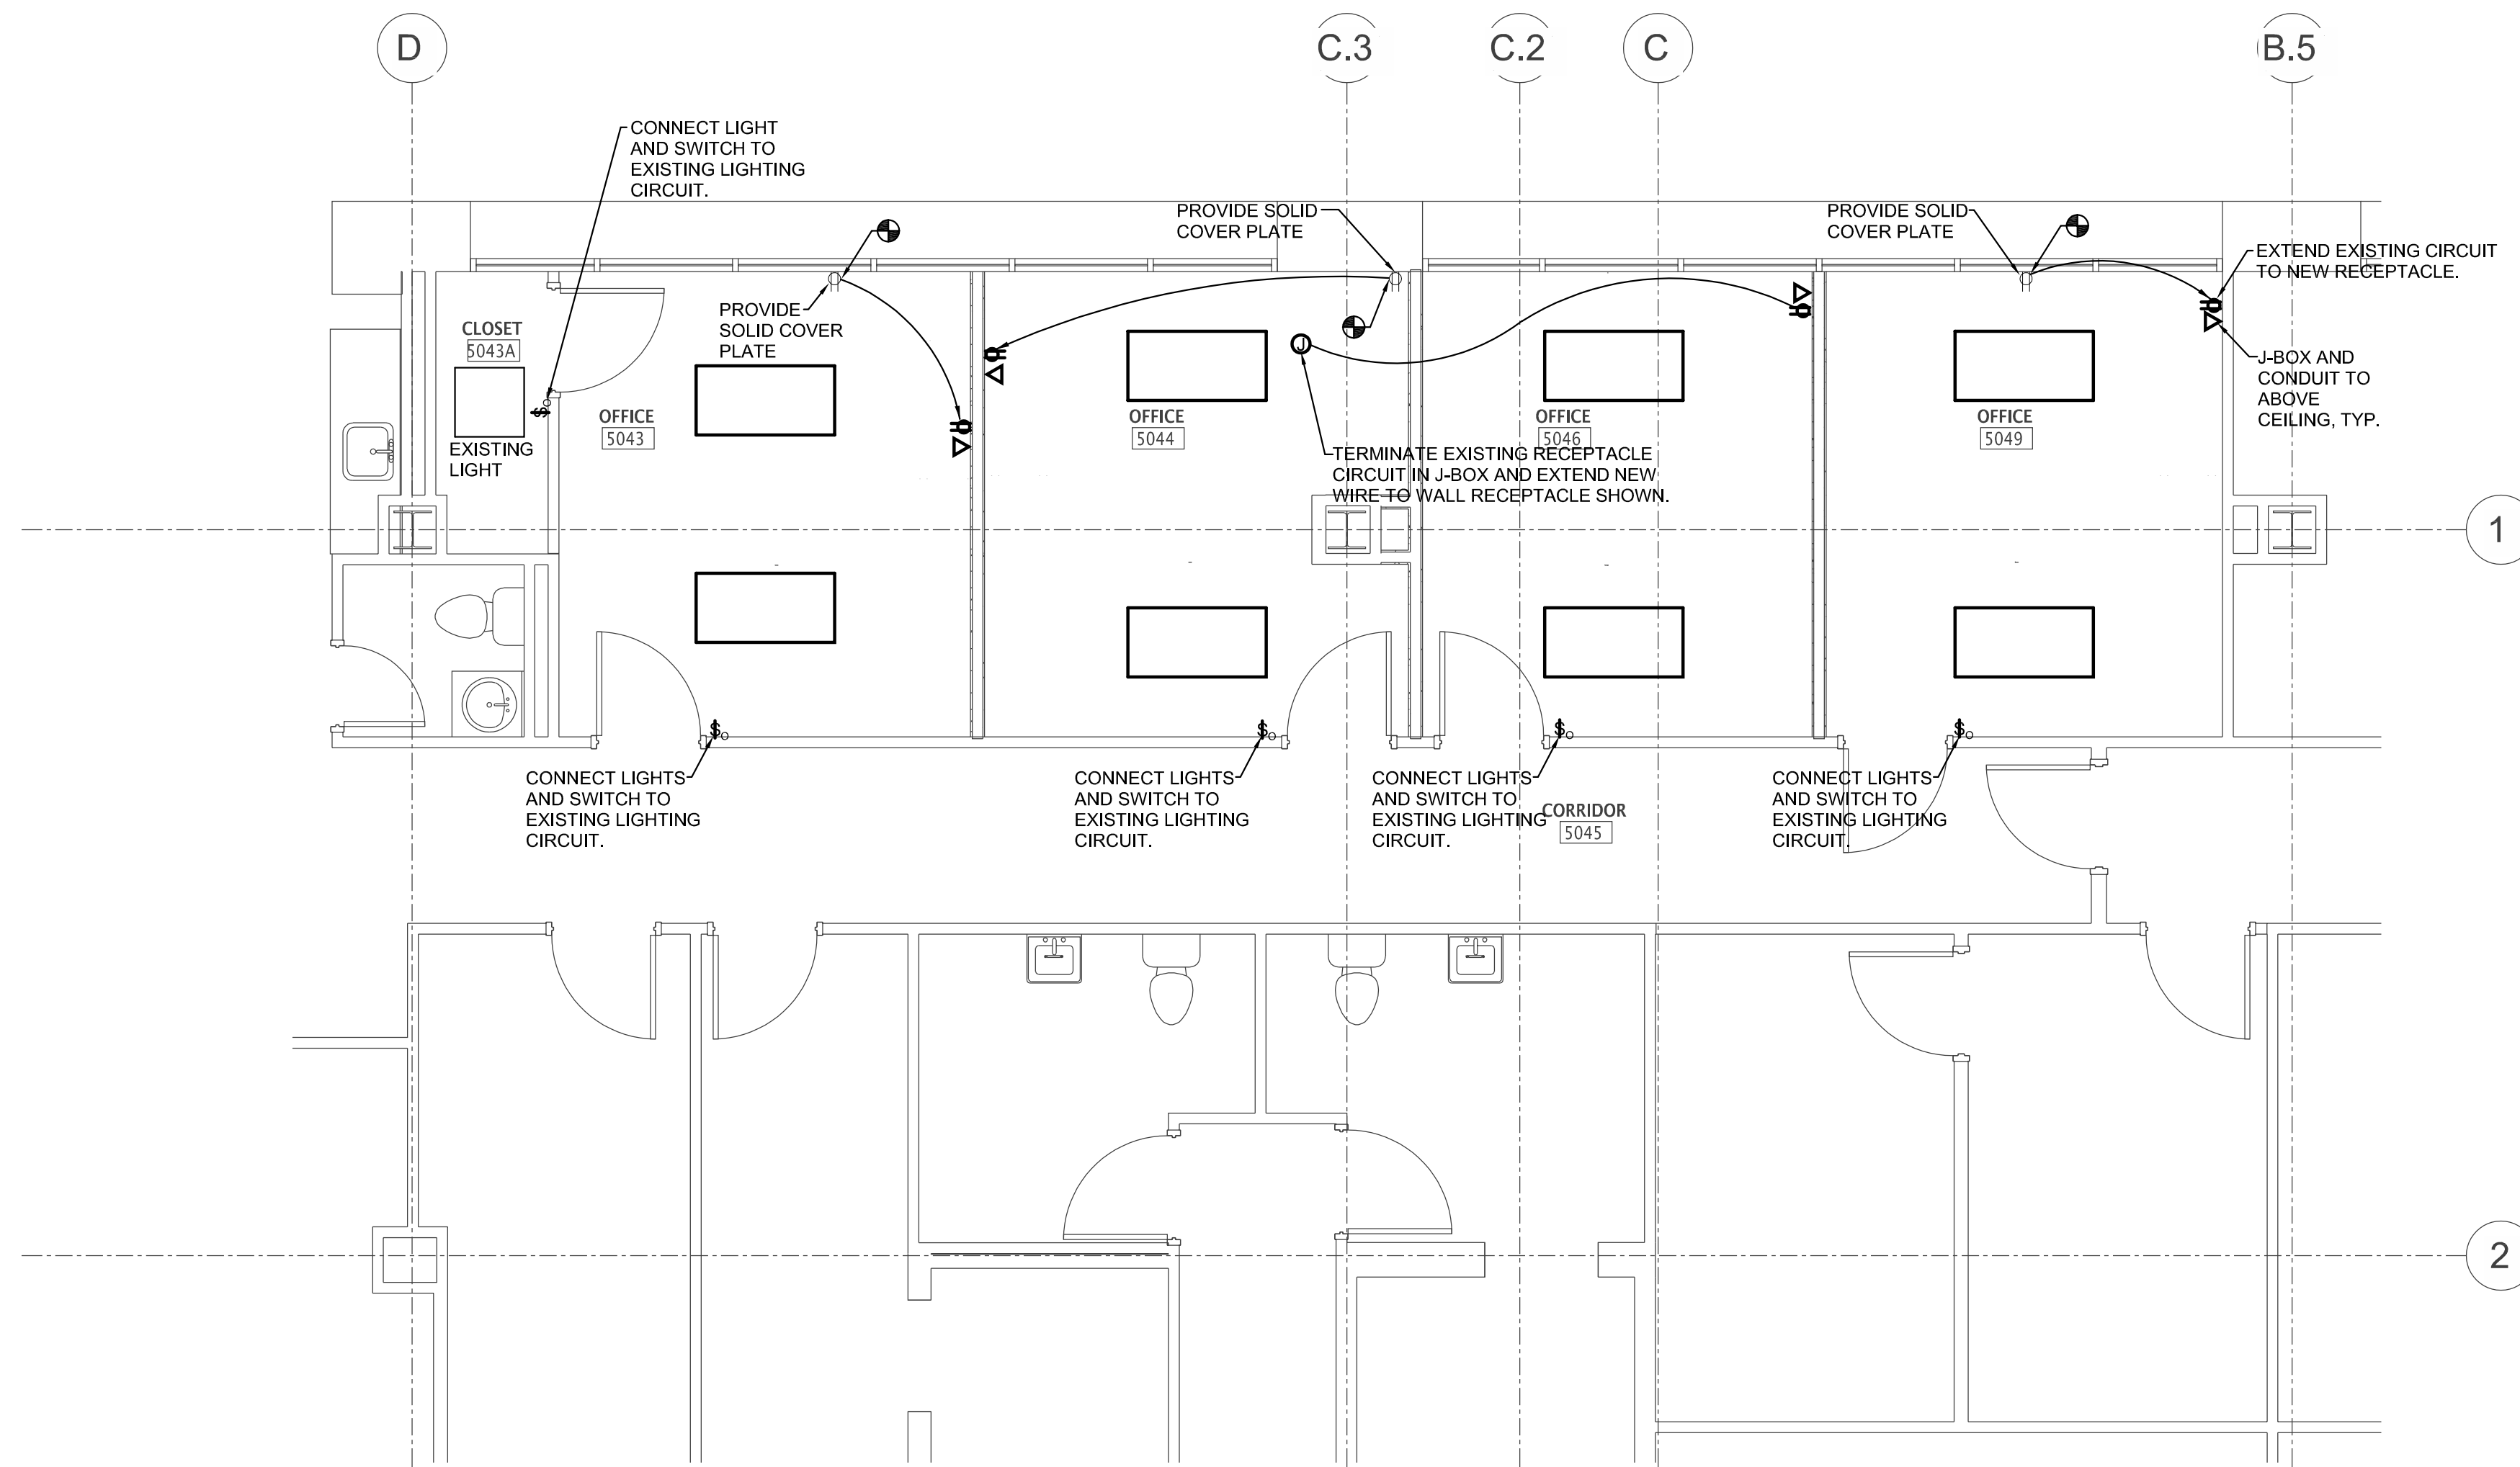 D
C.3
C.2
C
B.5
CONNECT LIGHT
AND SWITCH TO
EXISTING LIGHTING
CIRCUIT.
PROVIDE SOLID
COVER PLATE
PROVIDE SOLID
COVER PLATE
EXTEND EXISTING CIRCUIT
TO NEW RECEPTACLE.
PROVIDE
SOLID COVER
PLATE
CLOSET
5043A
EXISTING
LIGHT
J
J-BOX AND
CONDUIT TO
ABOVE
CEILING, TYP.
OFFICE
5043
OFFICE
5044
OFFICE
5046
OFFICE
5049
TERMINATE EXISTING RECEPTACLE
CIRCUIT IN J-BOX AND EXTEND NEW
WIRE TO WALL RECEPTACLE SHOWN.
1
$o
$o
$o
$o
$o
CONNECT LIGHTS
AND SWITCH TO
EXISTING LIGHTING
CIRCUIT.
CONNECT LIGHTS
AND SWITCH TO
EXISTING LIGHTING
CIRCUIT.
CONNECT LIGHTS
AND SWITCH TO
EXISTING LIGHTING
CIRCUIT.
CONNECT LIGHTS
AND SWITCH TO
EXISTING LIGHTING
CIRCUIT.
CORRIDOR
5045
2